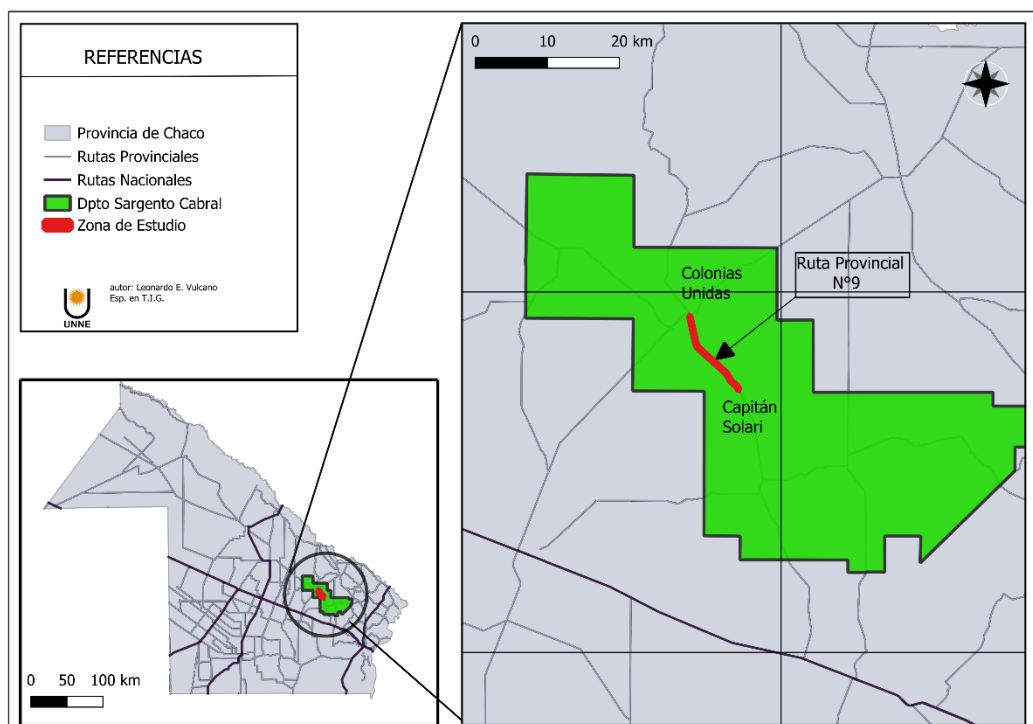 REFERENCIAS
Provincia de Chaco
Rutas Provinciales
Rutas Nacionales
Dpto Sargento Cabral
Zona de Estudio
autor: Leonardo E. Vulcano
Esp. en T.I.G.
UNNE
0 50 100 km
0 10 20 km
Colonias
Unidas
Ruta Provincial
N°9
Capitán
Solari